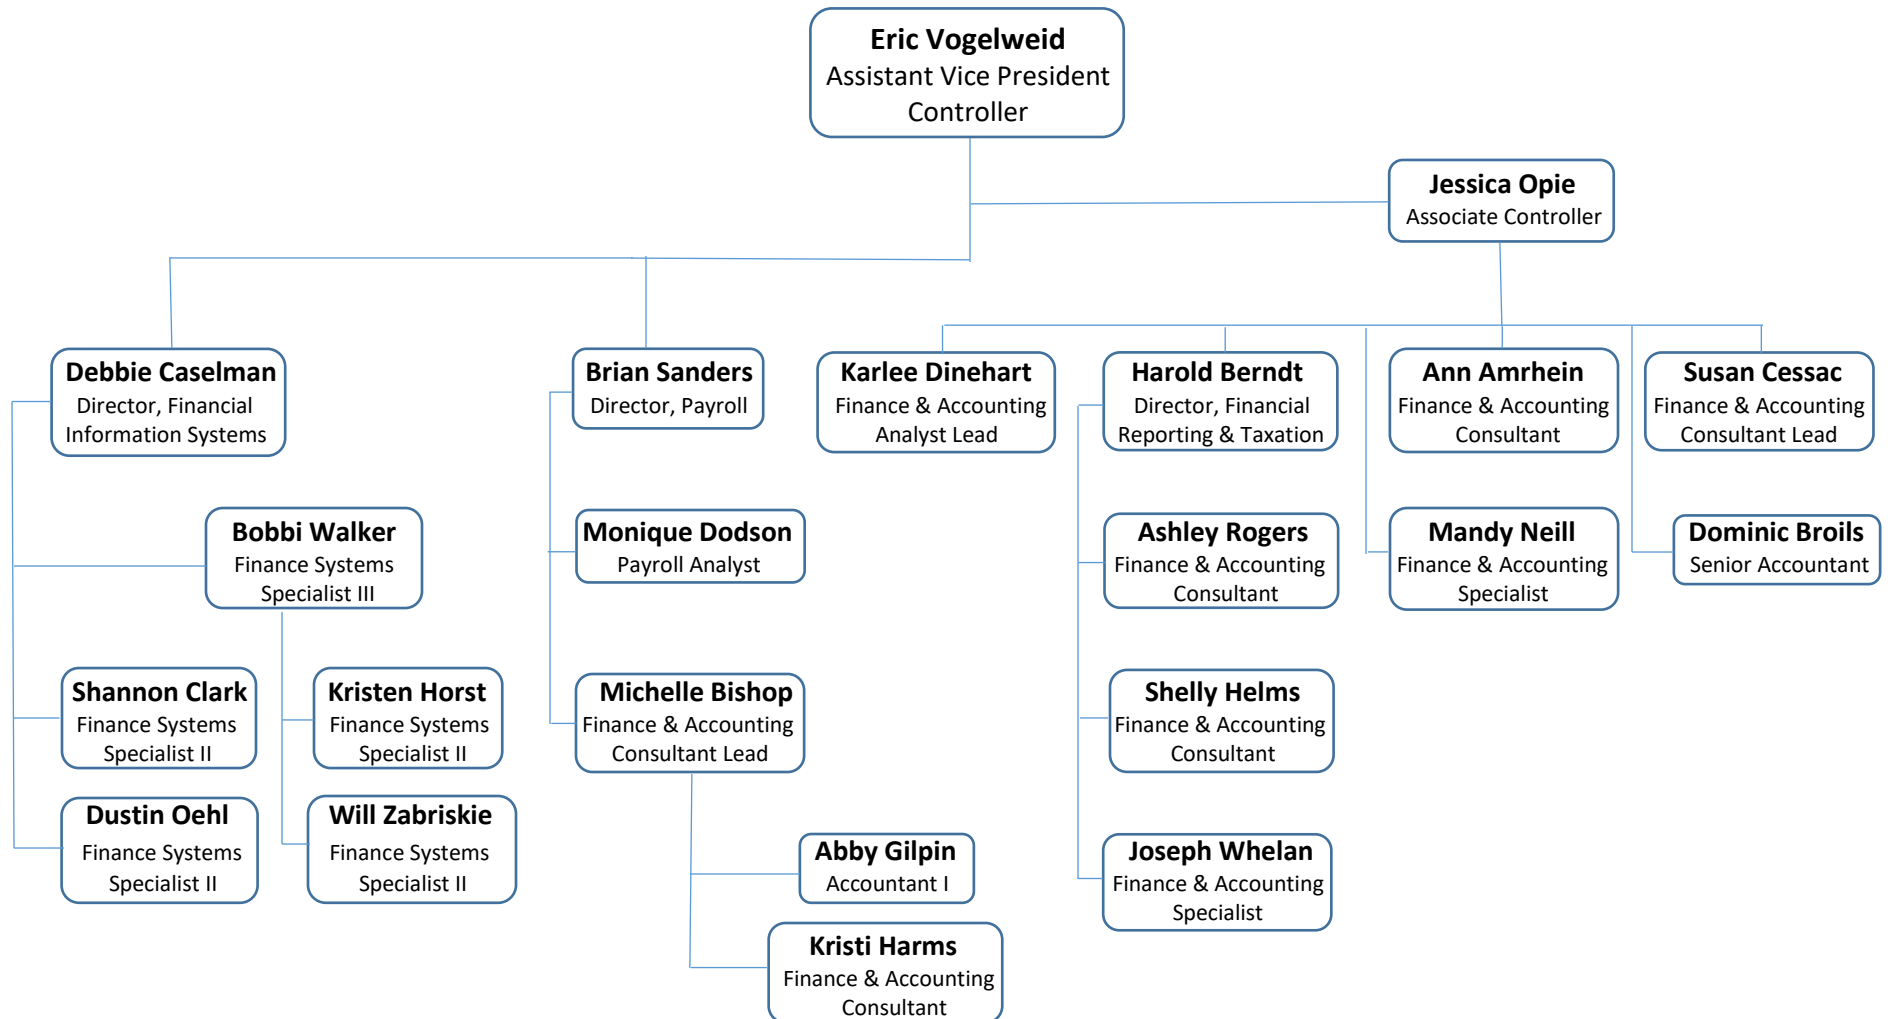 Eric Vogelweid
Assistant Vice President
Controller
Jessica Opie
Associate Controller
Debbie Caselman
Director, Financial
Information Systems
Brian Sanders
Director, Payroll
Karlee Dinehart
Finance & Accounting
Analyst Lead
Harold Berndt
Director, Financial
Reporting & Taxation
Ann Amrhein
Finance & Accounting
Consultant
Susan Cessac
Finance & Accounting
Consultant Lead
Bobbi Walker
Finance Systems
Specialist III
Monique Dodson
Payroll Analyst
Ashley Rogers
Finance & Accounting
Consultant
Mandy Neill
Finance & Accounting
Specialist
Dominic Broils
Senior Accountant
Shannon Clark
Finance Systems
Specialist II
Kristen Horst
Finance Systems
Specialist II
Michelle Bishop
Finance & Accounting
Consultant Lead
Shelly Helms
Finance & Accounting
Consultant
Dustin Oehl
Finance Systems
Specialist II
Will Zabriskie
Finance Systems
Specialist II
Abby Gilpin
Accountant I
Joseph Whelan
Finance & Accounting
Specialist
Kristi Harms
Finance & Accounting
Consultant